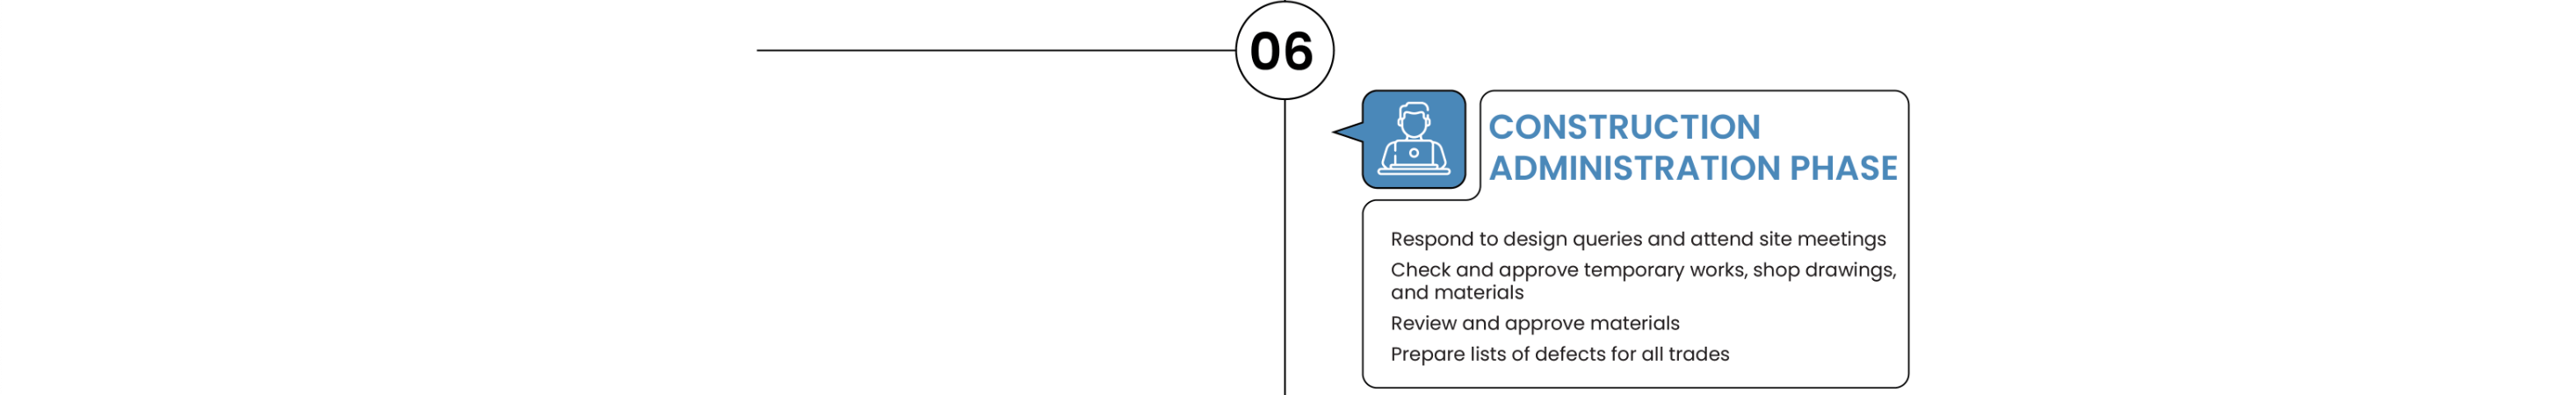 06
CONSTRUCTION
ADMINISTRATION PHASE
Respond to design queries and attend site meetings
Check and approve temporary works, shop drawings,
and materials
Review and approve materials
Prepare lists of defects for all trades